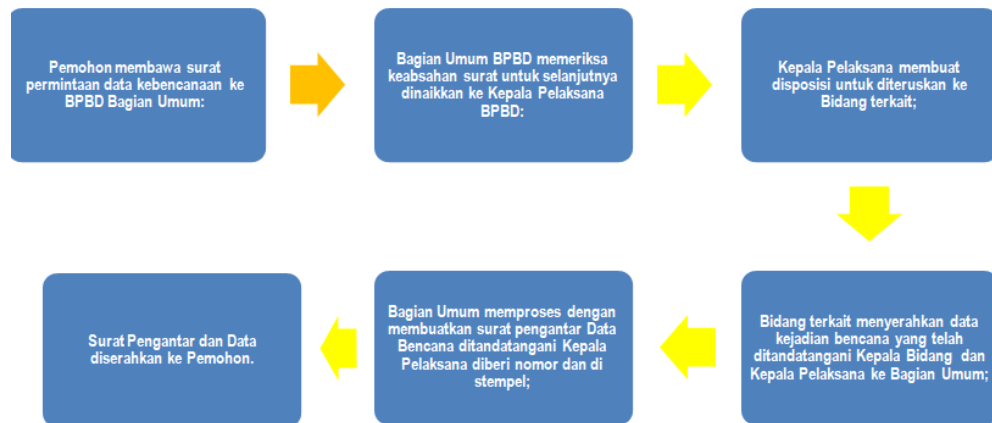 Pemohon membawa surat
permintaan data kebencanaan ke
BPBD Bagian Umum:
Bagian Umum BPBD memeriksa
keabsahan surat untuk selanjutnya
dinaikkan ke Kepala Pelaksana
BPBD:
Kepala Pelaksana membuat
disposisi untuk diteruskan ke
Bidang terkait;
Bidang terkait menyerahkan data
kejadian bencana yang telah
ditandatangani Kepala Bidang dan
Kepala Pelaksana ke Bagian Umum;
Bagian Umum memproses dengan
membuatkan surat pengantar Data
Bencana ditandatangani Kepala
Pelaksana diberi nomor dan di
stempel;
Surat Pengantar dan Data
diserahkan ke Pemohon.